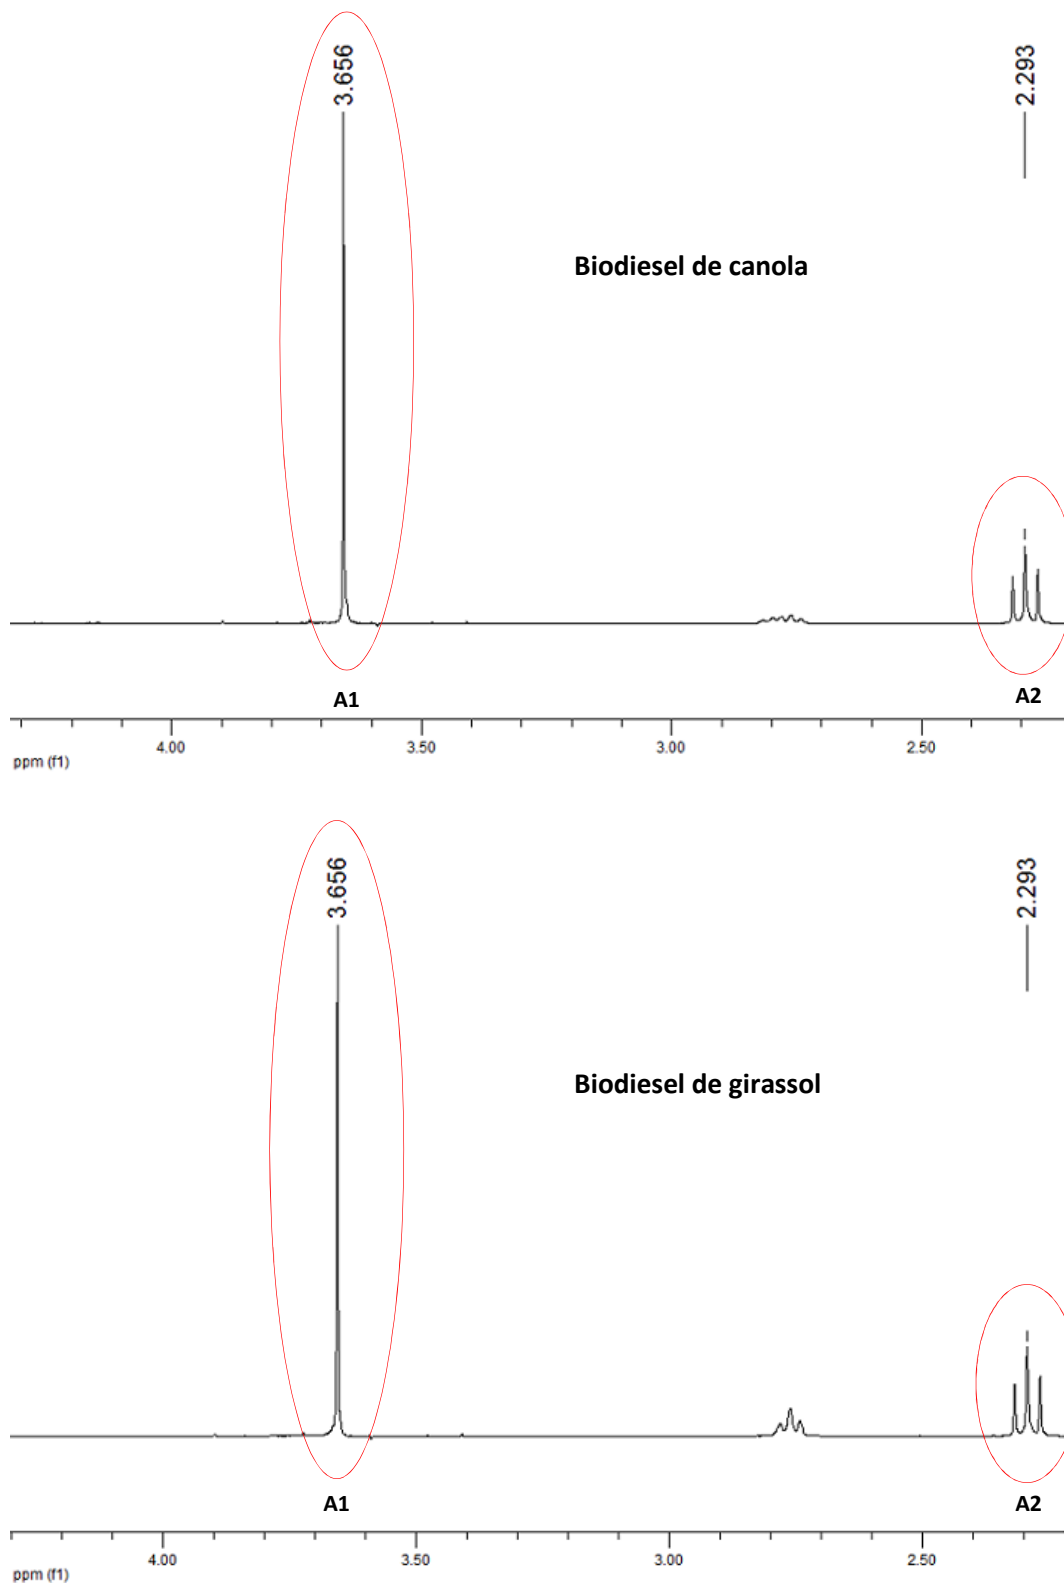 3.656
2.293
Biodiesel de canola
A1
A2
4.00
3.50
3.00
2.50
ppm (f1)
3.656
2.293
Biodiesel de girassol
A1
A2
4.00
3.50
3.00
2.50
ppm (f1)